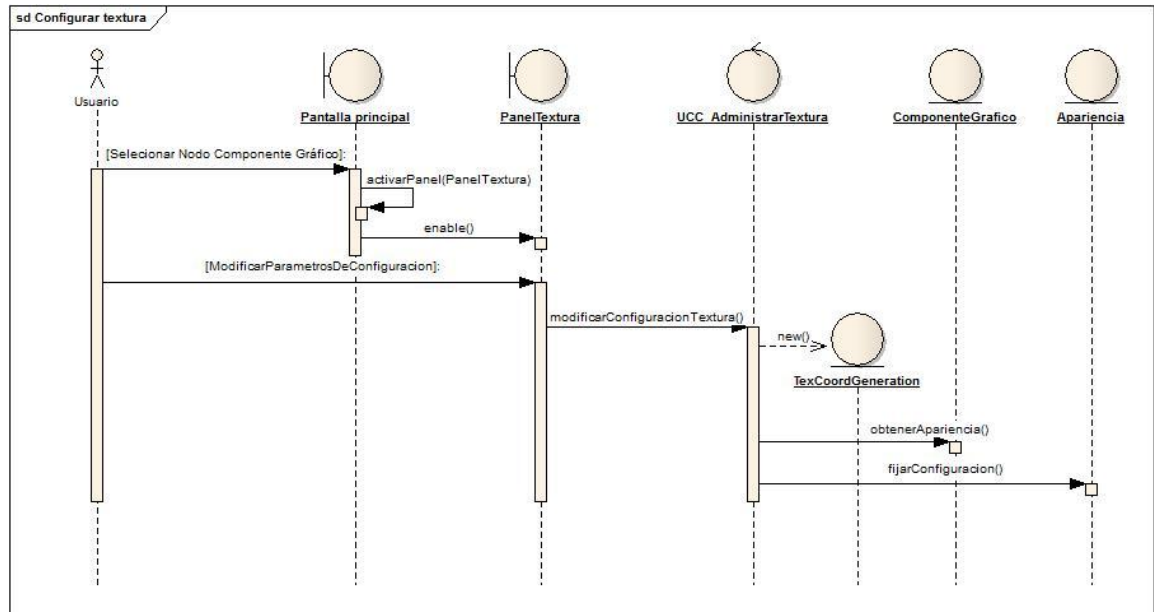 sd Configurar textura
Usuario
Pantalla principal
PanelTextura
UCC_AdministrarTextura
ComponenteGrafico
Apariencia
[Selecionar Nodo Componente Gráfico]:
activarPanel(PanelTextura)
enable()
[ModificarParametrosDeConfiguracion]:
modificarConfiguracionTextura()
new()
TexCoordGeneration
obtenerApariencia()
fijarConfiguracion()